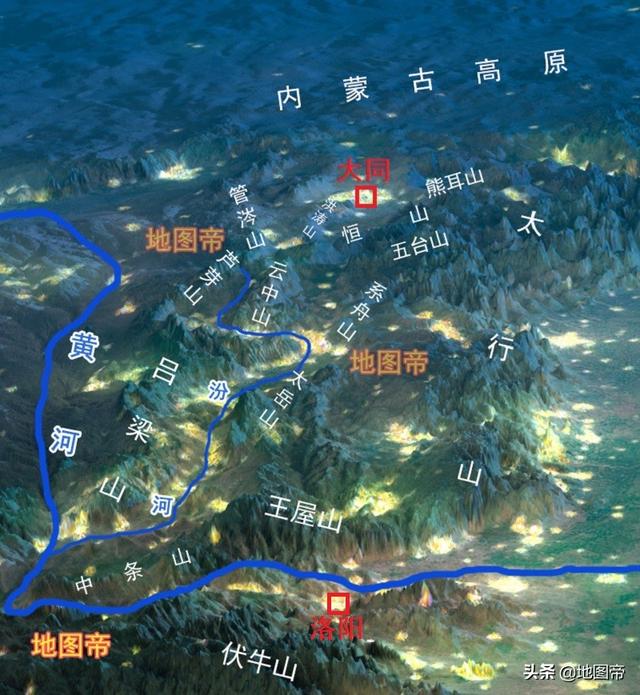 内蒙古高原
大同
熊耳山
管涔山
洪涛山
恒山
太行山
五台山
地图帝
芦芽山
云中山
系舟山
黄河
吕梁山
汾河
地图帝
太岳山
王屋山
中条山
洛阳
地图帝
伏牛山
头条 @地图帝